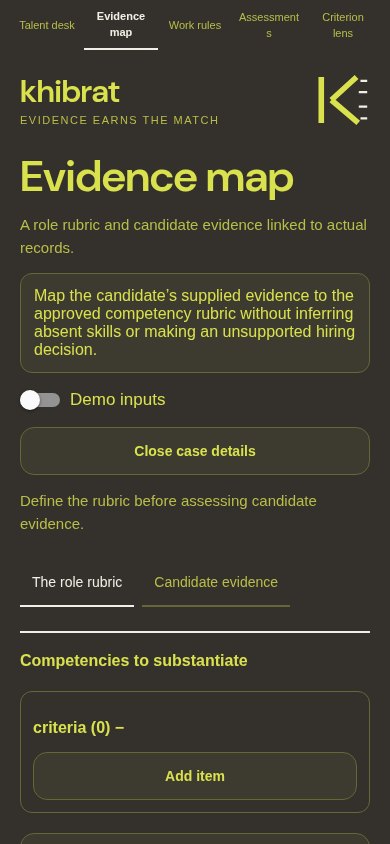 Talent desk
Evidence map
Work rules
Assessments
Criterion lens
khibrat
EVIDENCE EARNS THE MATCH
Evidence map
A role rubric and candidate evidence linked to actual
records.
Map the candidate's supplied evidence to the
approved competency rubric without inferring
absent skills or making an unsupported hiring
decision.
Demo inputs
Close case details
Define the rubric before assessing candidate
evidence.
The role rubric
Candidate evidence
Competencies to substantiate
criteria (0) –
Add item